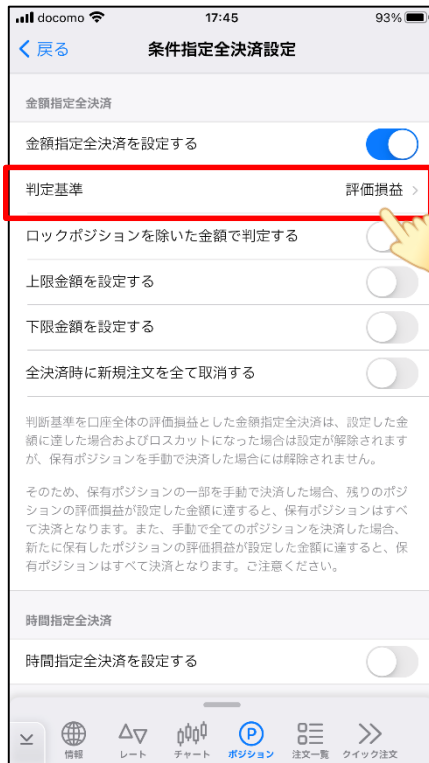 docomo 17:45 93%
戻る 条件指定全決済設定
金額指定全決済
金額指定全決済を設定する
判定基準 評価損益
ロックポジションを除いた金額で判定する
上限金額を設定する
下限金額を設定する
全決済時に新規注文を全て取消する
判断基準を口座全体の評価損益とした金額指定全決済は、設定した金
額に達した場合およびロスカットになった場合は設定が解除されます
が、保有ポジションを手動で決済した場合には解除されません。
そのため、保有ポジションの一部を手動で決済した場合、残りのポジ
ションの評価損益が設定した金額に達すると、保有ポジションはすべ
て決済となります。また、手動で全てのポジションを決済した場合、
新たに保有したポジションの評価損益が設定した金額に達すると、保
有ポジションはすべて決済となります。ご注意ください。
時間指定全決済
時間指定全決済を設定する
P
情報 レート チャート ポジション 注文一覧 クイック注文